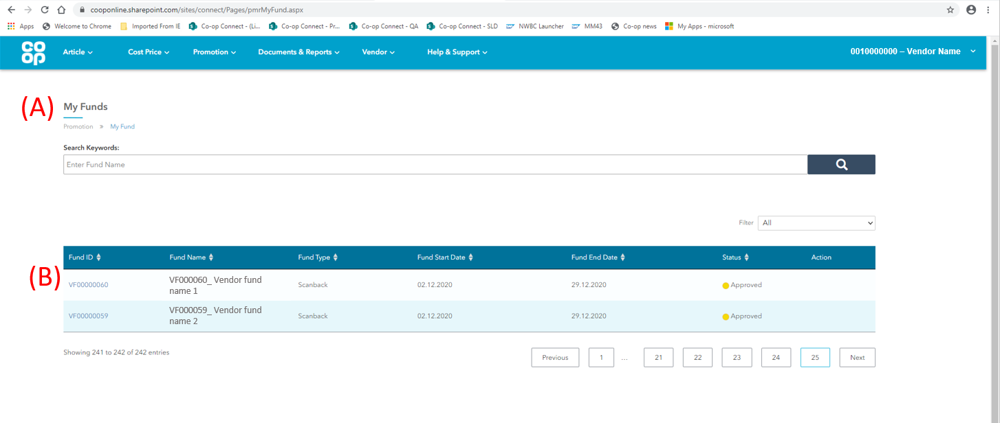 cooponline.sharepoint.com/sites/connect/Pages/pmrMyFund.aspx
Apps Welcome to Chrome Imported From IE Co-op Connect - (Li... Co-op Connect - Pr... Co-op Connect - QA Co-op Connect - SLD NWBC Launcher MM43 Co-op news My Apps - microsoft
co op Article Cost Price Promotion Documents & Reports Vendor Help & Support 0010000000 – Vendor Name
(A) My Funds
Promotion » My Fund
Search Keywords:
Enter Fund Name
Filter All
Fund ID Fund Name Fund Type Fund Start Date Fund End Date Status Action
(B)
VF00000060 VF000060_ Vendor fund name 1 Scanback 02.12.2020 29.12.2020 Approved
VF00000059 VF000059_ Vendor fund name 2 Scanback 02.12.2020 29.12.2020 Approved
Showing 241 to 242 of 242 entries
Previous 1 ... 21 22 23 24 25 Next